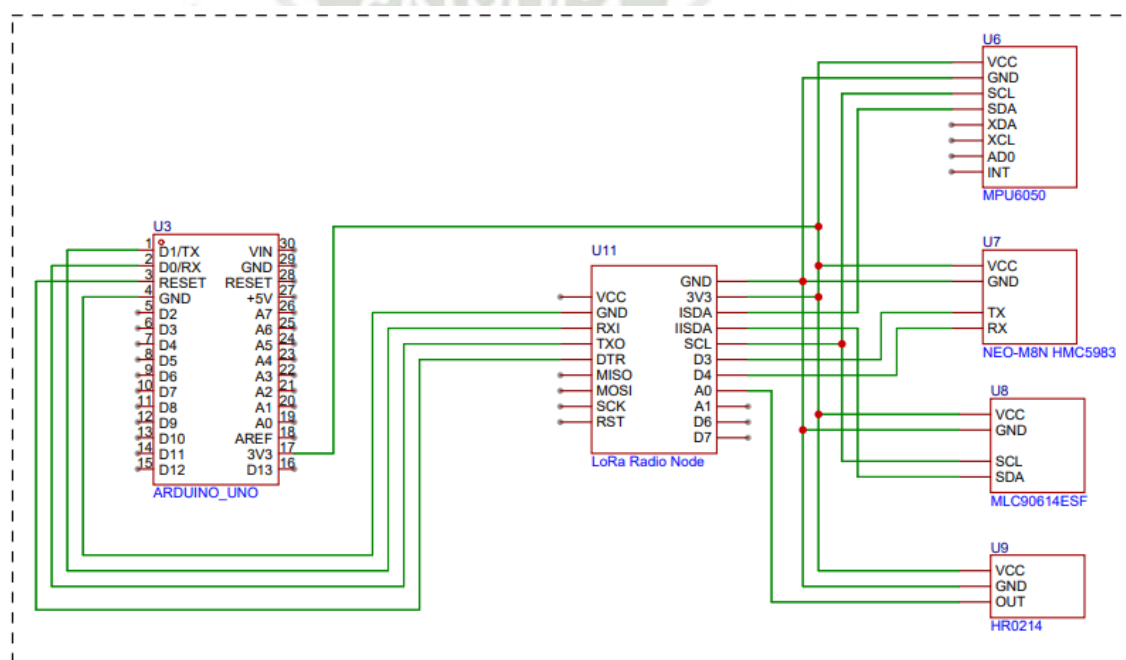 U3
1 D1/TX VIN 30
2 D0/RX GND 29
3 RESET RESET 28
4 GND +5V 27
5 D2 A7 26
6 D3 A6 25
7 D4 A5 24
8 D5 A4 23
9 D6 A3 22
10 D7 A2 21
11 D8 A1 20
12 D9 A0 19
13 D10 AREF 18
14 D11 3V3 17
15 D12 D13 16
ARDUINO_UNO
U11
GND
VCC 3V3
GND ISDA
RXI IISDA
TXO SCL
DTR D3
MISO D4
MOSI A0
SCK A1
RST D6
D7
LoRa Radio Node
U6
VCC
GND
SCL
SDA
XDA
XCL
AD0
INT
MPU6050
U7
VCC
GND
TX
RX
NEO-M8N HMC5983
U8
VCC
GND
SCL
SDA
MLC90614ESF
U9
VCC
GND
OUT
HR0214